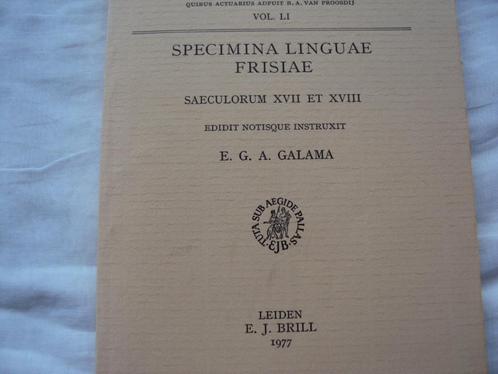 QUIBUS ACTUARIUS ADFUIT B. A. VAN PROOSDIJ
VOL. LI
SPECIMINA LINGUAE
FRISIAE
SAECULORUM XVII ET XVIII
EDIDIT NOTISQUE INSTRUXIT
E. G. A. GALAMA
TUTA SUB AEGIDE PALLAS
EJB
LEIDEN
E. J. BRILL
1977